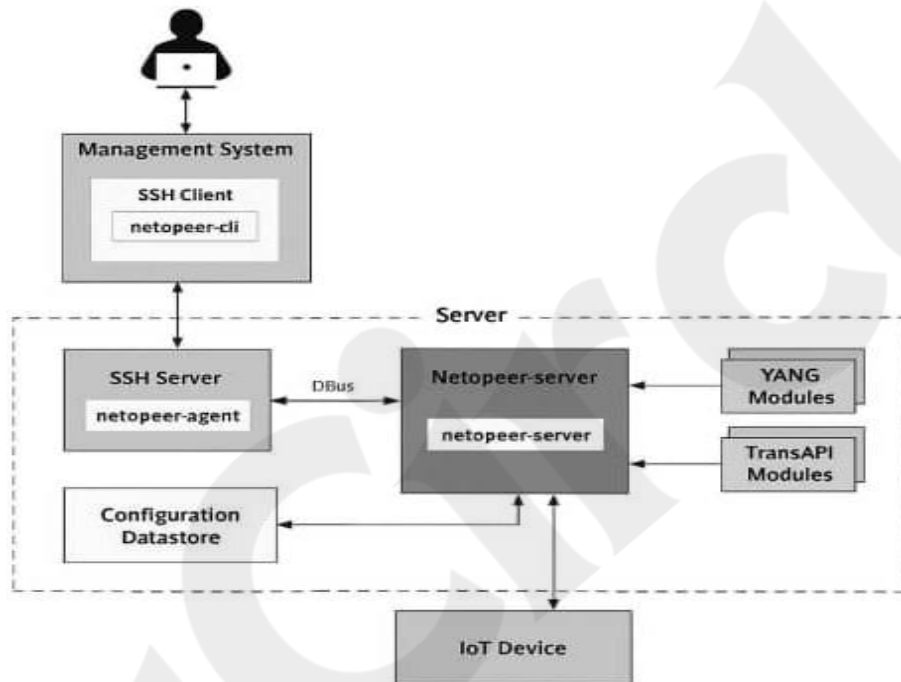 Management System
SSH Client
netopeer-cli
Server
SSH Server
netopeer-agent
DBus
Netopeer-server
netopeer-server
YANG
Modules
TransAPI
Modules
Configuration
Datastore
IoT Device